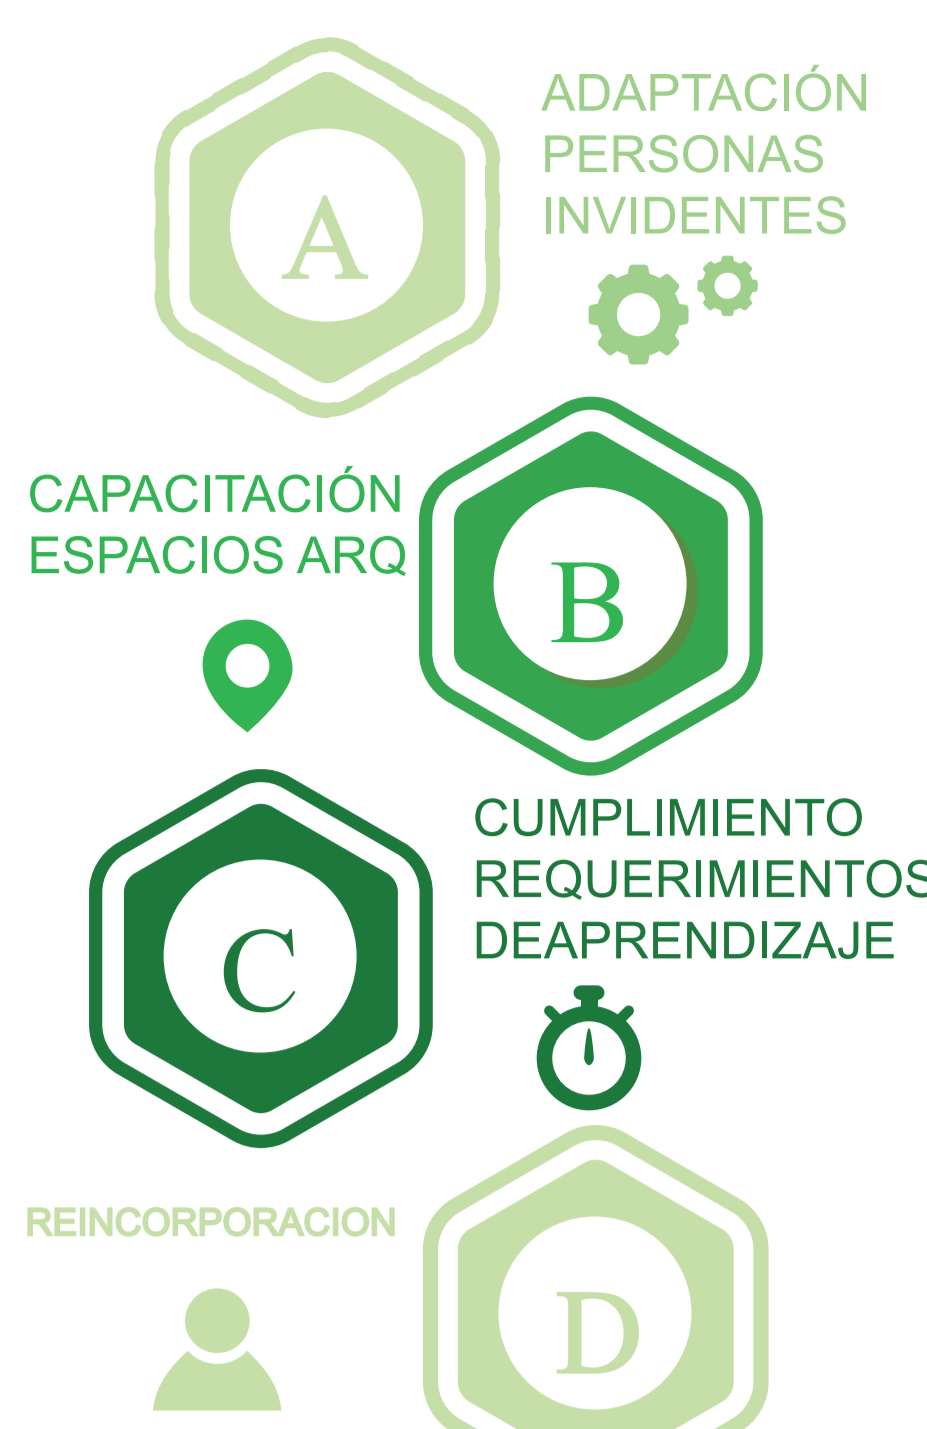 A
ADAPTACIÓN
PERSONAS
INVIDENTES
CAPACITACIÓN
ESPACIOS ARQ
B
C
CUMPLIMIENTO
REQUERIMIENTOS
DEAPRENDIZAJE
REINCORPORACION
D